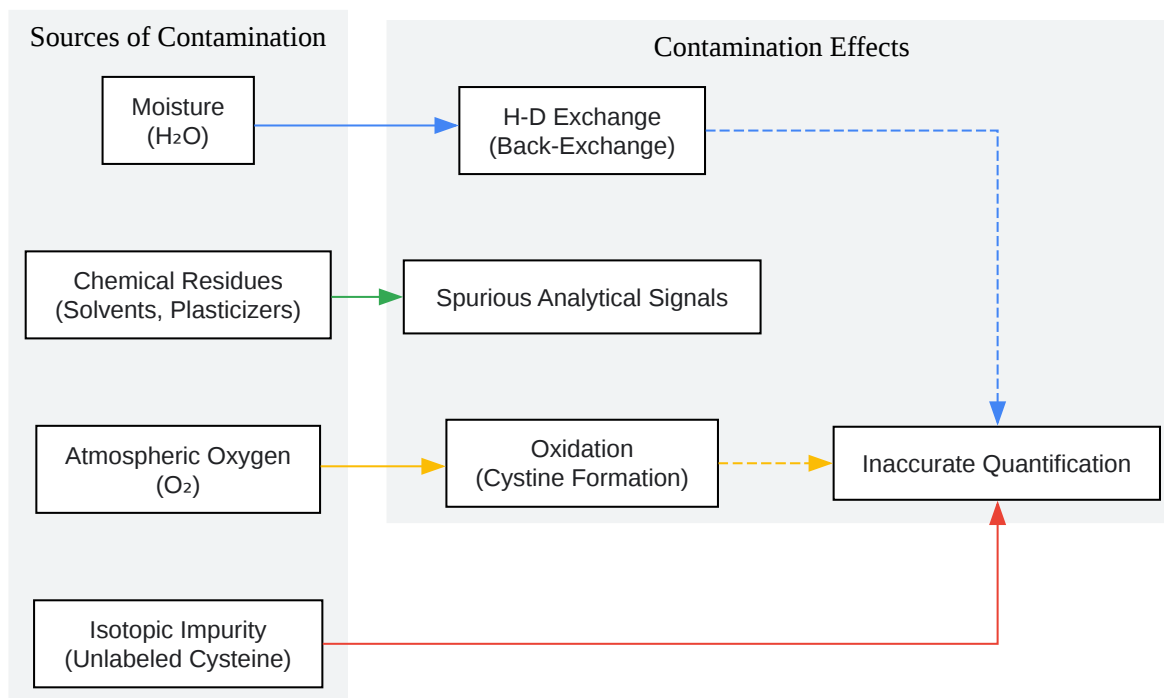 Sources of Contamination
Contamination Effects
Moisture
(H₂O)
H-D Exchange
(Back-Exchange)
Chemical Residues
(Solvents, Plasticizers)
Spurious Analytical Signals
Atmospheric Oxygen
(O₂)
Oxidation
(Cystine Formation)
Inaccurate Quantification
Isotopic Impurity
(Unlabeled Cysteine)